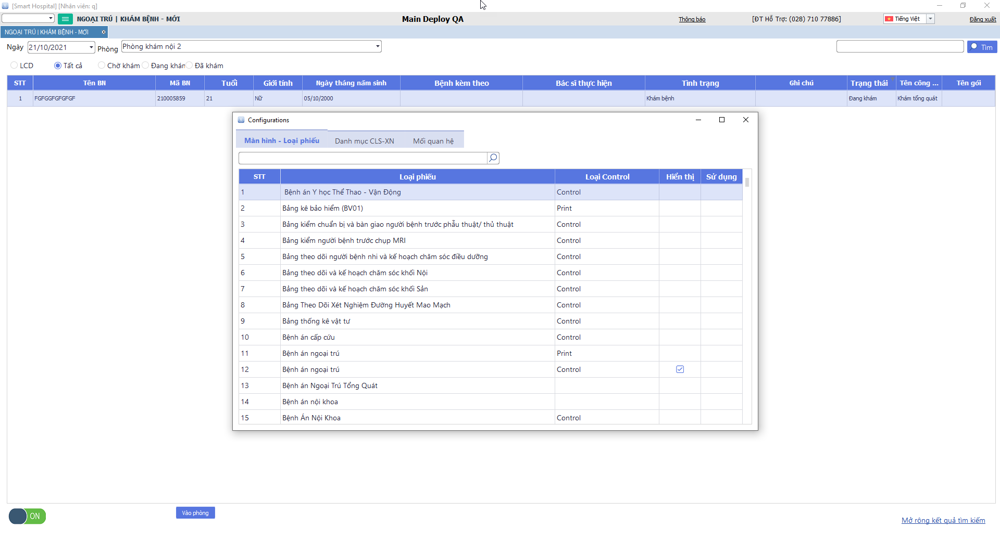 [Smart Hospital] [Nhân viên: q]
NGOẠI TRÚ | KHÁM BỆNH - MỚI
Main Deploy QA
Thông báo
[ĐT Hỗ Trợ: (028) 710 77886]
Tiếng Việt
Đăng xuất
NGOẠI TRÚ | KHÁM BỆNH - MỚI x
Ngày 21/10/2021 Phòng Phòng khám nội 2 Tìm
LCD Tất cả Chờ khám Đang khám Đã khám
STT Tên BN Mã BN Tuổi Giới tính Ngày tháng năm sinh Bệnh kèm theo Bác sĩ thực hiện Tình trạng Ghi chú Trạng thái Tên công ... Tên gói
1 FGFGGFGFGFGF 210005859 21 Nữ 05/10/2000 Khám bệnh Đang khám Khám tổng quát
Configurations
Màn hình - Loại phiếu Danh mục CLS-XN Mối quan hệ
STT Loại phiếu Loại Control Hiển thị Sử dụng
1 Bệnh án Y học Thể Thao - Vận Động Control
2 Bảng kê bảo hiểm (BV01) Print
3 Bảng kiểm chuẩn bị và bàn giao người bệnh trước phẫu thuật/ thủ thuật Control
4 Bảng kiểm người bệnh trước chụp MRI Control
5 Bảng theo dõi người bệnh nhi và kế hoạch chăm sóc điều dưỡng Control
6 Bảng theo dõi và kế hoạch chăm sóc khối Nội Control
7 Bảng theo dõi và kế hoạch chăm sóc khối Sản Control
8 Bảng Theo Dõi Xét Nghiệm Đường Huyết Mao Mạch Control
9 Bảng thống kê vật tư Control
10 Bệnh án cấp cứu Control
11 Bệnh án ngoại trú Print
12 Bệnh án ngoại trú Control
13 Bệnh án Ngoại Trú Tổng Quát
14 Bệnh án nội khoa
15 Bệnh Án Nội Khoa Control
ON
Vào phòng
Mở rộng kết quả tìm kiếm